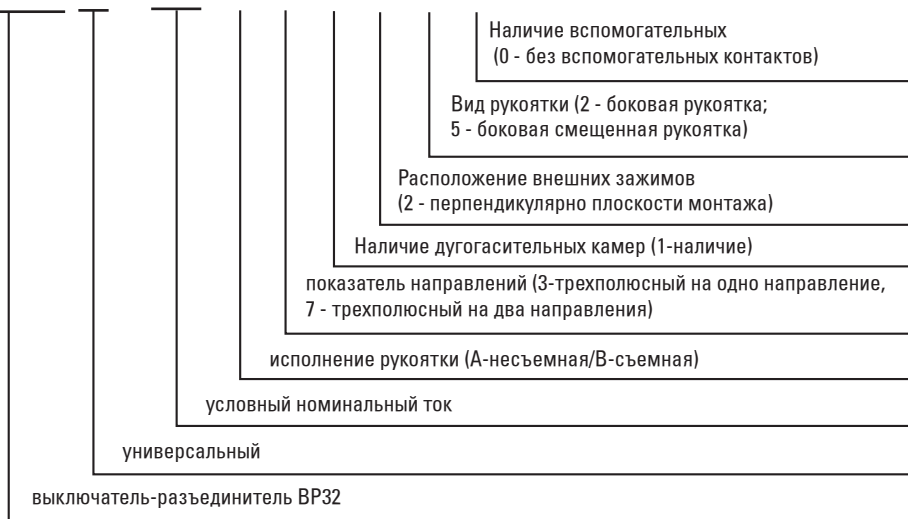 Наличие вспомогательных
(0 - без вспомогательных контактов)
Вид рукоятки (2 - боковая рукоятка;
5 - боковая смещенная рукоятка)
Расположение внешних зажимов
(2 - перпендикулярно плоскости монтажа)
Наличие дугогасительных камер (1-наличие)
показатель направлений (3-трехполюсный на одно направление,
7 - трехполюсный на два направления)
исполнение рукоятки (А-несъемная/В-съемная)
условный номинальный ток
универсальный
выключатель-разъединитель ВР32